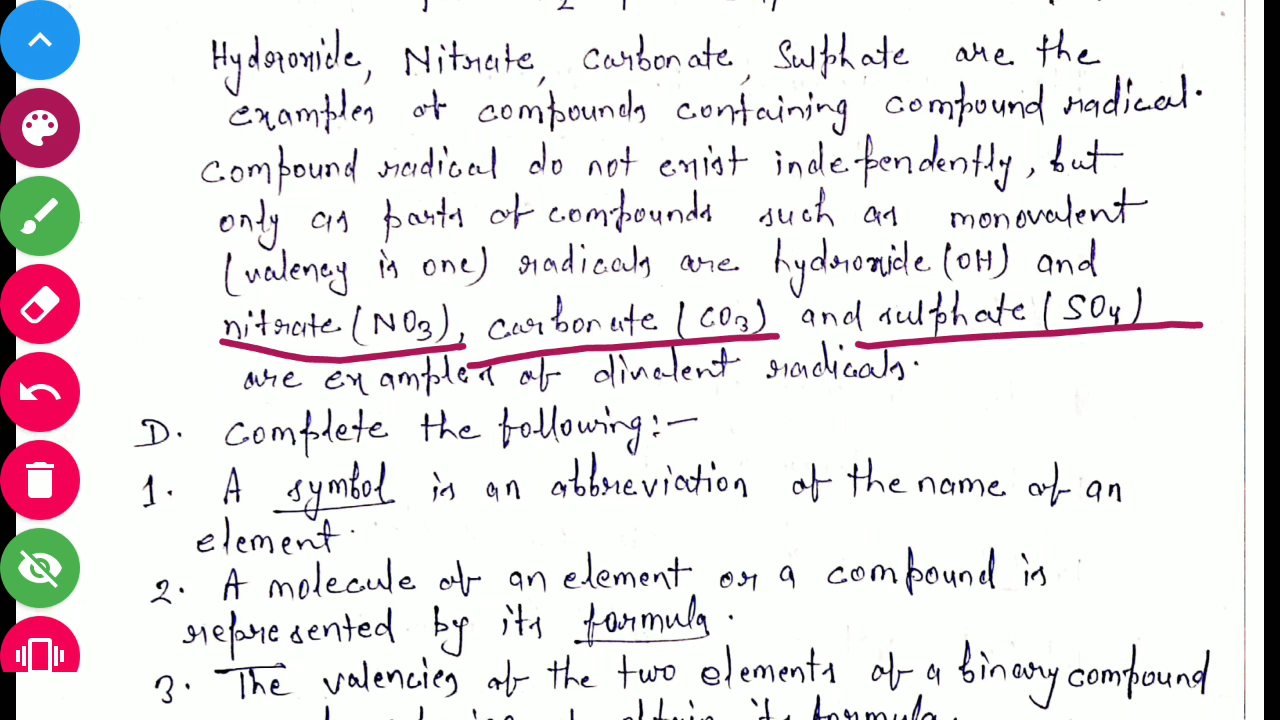 Hydroroxide, Nitrate, carbonate, Sulphate are the
examples of compounds containing compound radical.
compound radical do not exist independently, but
only as parts of compounds such as monovalent
(valency is one) radicals are hydroxide (OH) and
nitrate (NO3), carbonate (CO3) and sulphate (SO4)
are examples of divalent radicals.
D. Complete the following:-
1. A symbol is an abbreviation of the name of an
element.
2. A molecule of an element or a compound is
represented by its formula.
3. The valencies of the two elements of a binary compound
obtain its formula.